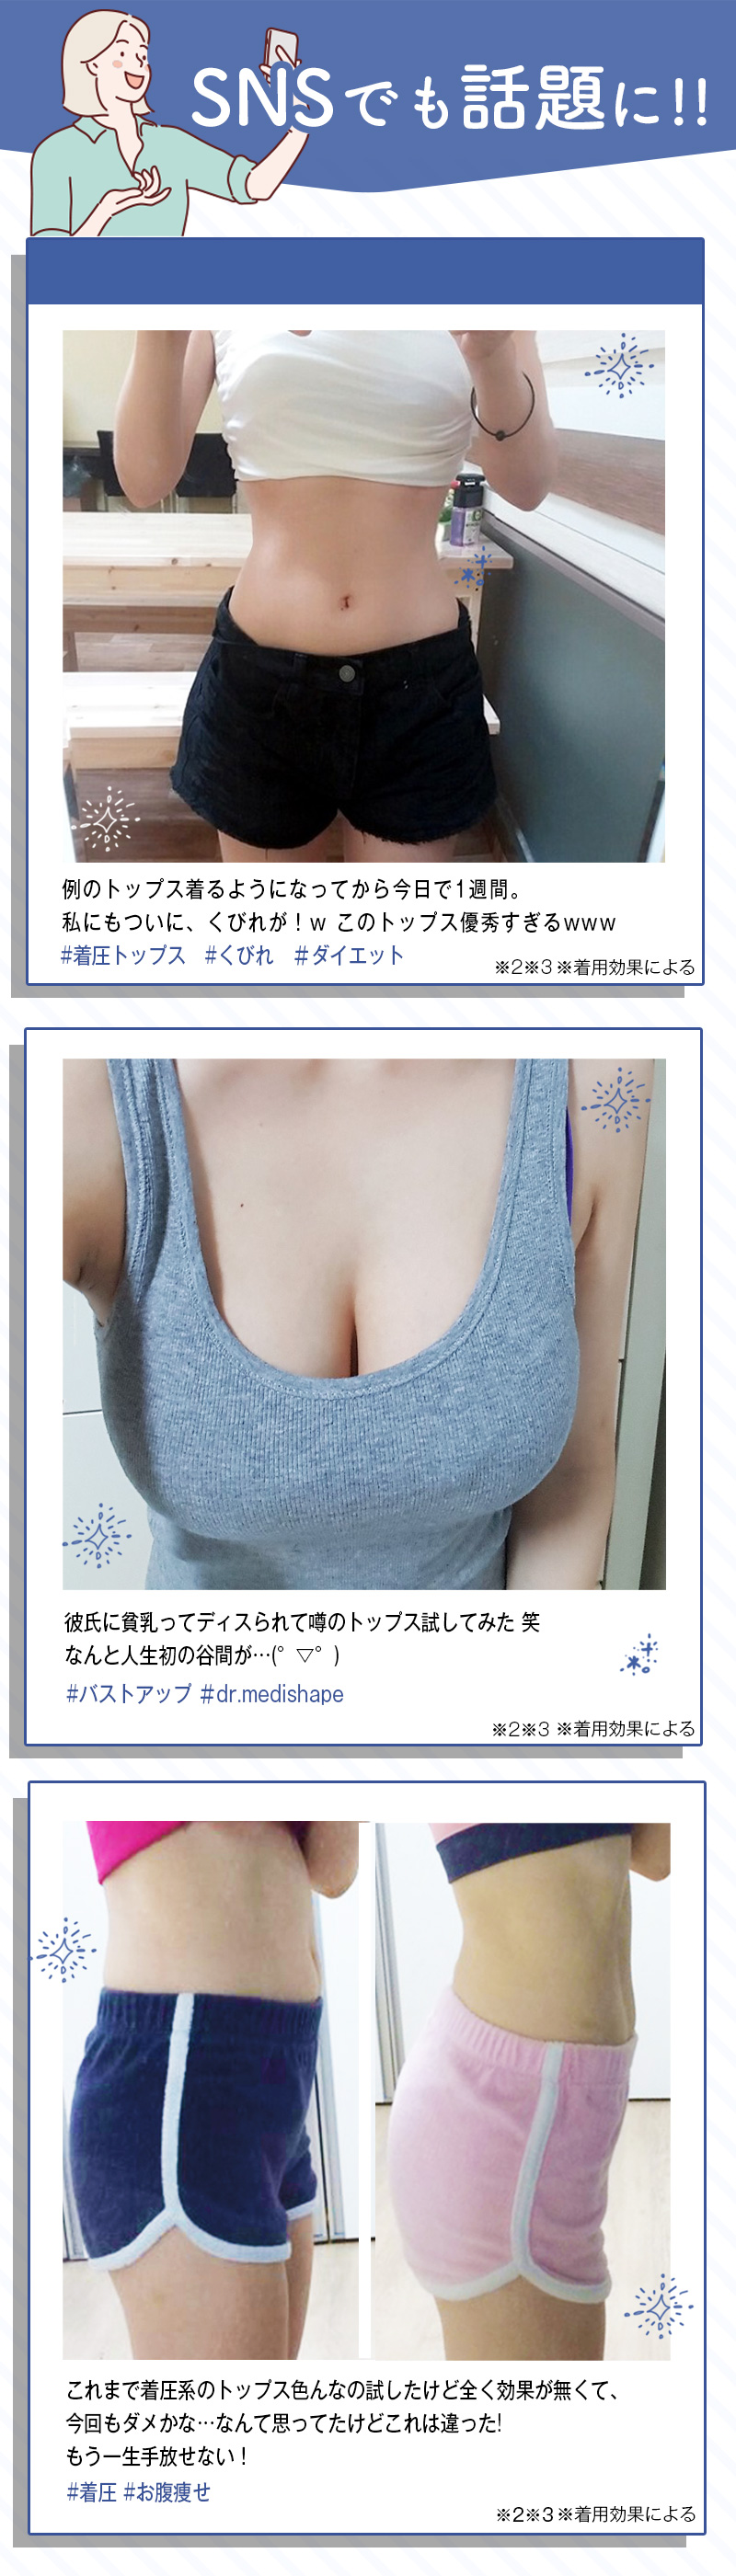 SNSでも話題に!!
例のトップス着るようになってから今日で1週間。
私にもついに、くびれが！w このトップス優秀すぎるwww
#着圧トップス #くびれ #ダイエット
※2※3 ※着用効果による
彼氏に貧乳ってディスられて噂のトップス試してみた 笑
なんと人生初の谷間が…(°▽°)
#バストアップ #dr.medishape
※2※3 ※着用効果による
これまで着圧系のトップス色んなの試したけど全く効果が無くて、
今回もダメかな…なんて思ってたけどこれは違った!
もう一生手放せない！
#着圧 #お腹痩せ
※2※3 ※着用効果による